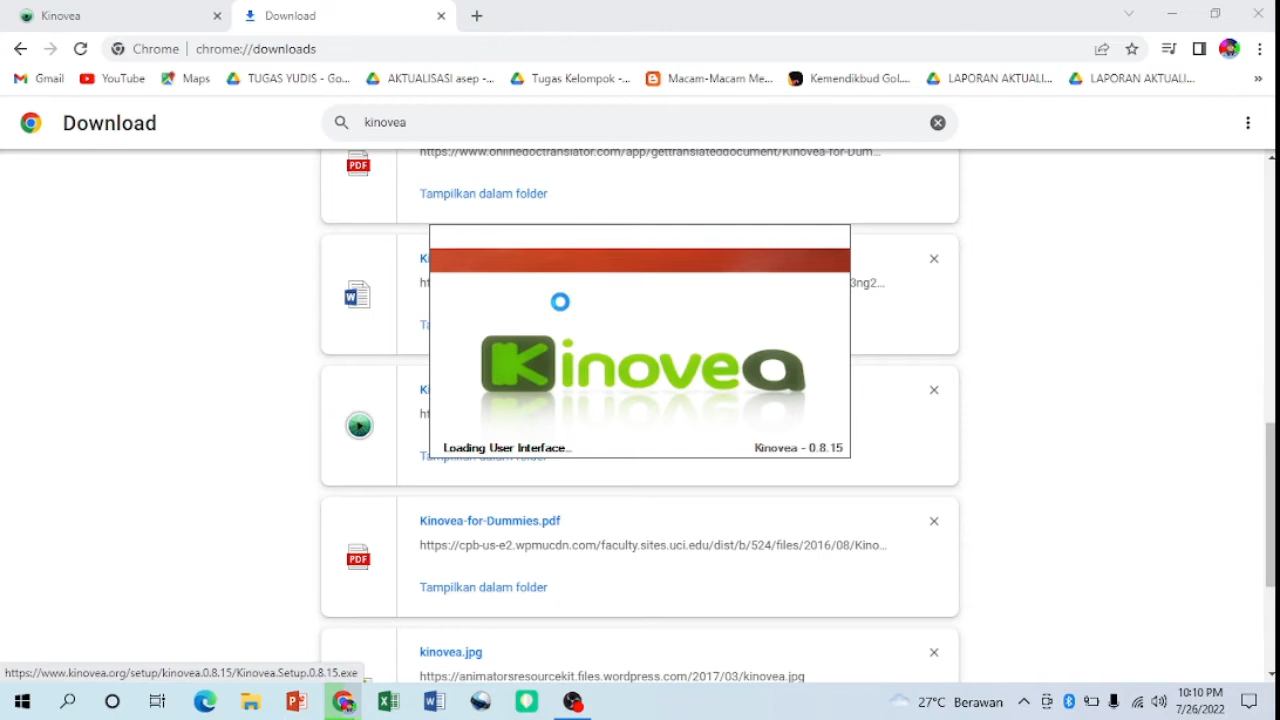 Kinovea
Download
Chrome
chrome://downloads
Gmail
YouTube
Maps
TUGAS YUDIS - Go...
AKTUALISASI asep -...
Tugas Kelompok -...
Macam-Macam Me...
Kemendikbud Gol...
LAPORAN AKTUALI...
LAPORAN AKTUALI...
»
Download
kinovea
https://www.onlinedoctranslator.com/app/gettranslateddocument/Kinovea-for-Dum...
PDF
Tampilkan dalam folder
3ng2...
W
Kinovea
Loading User Interface...
Kinovea - 0.8.15
Kinovea-for-Dummies.pdf
https://cpb-us-e2.wpmucdn.com/faculty.sites.uci.edu/dist/b/524/files/2016/08/Kino...
PDF
Tampilkan dalam folder
kinovea.jpg
https://animatorsresourcekit.files.wordpress.com/2017/03/kinovea.jpg
https://www.kinovea.org/setup/kinovea.0.8.15/Kinovea.Setup.0.8.15.exe
27°C Berawan
10:10 PM
7/26/2022